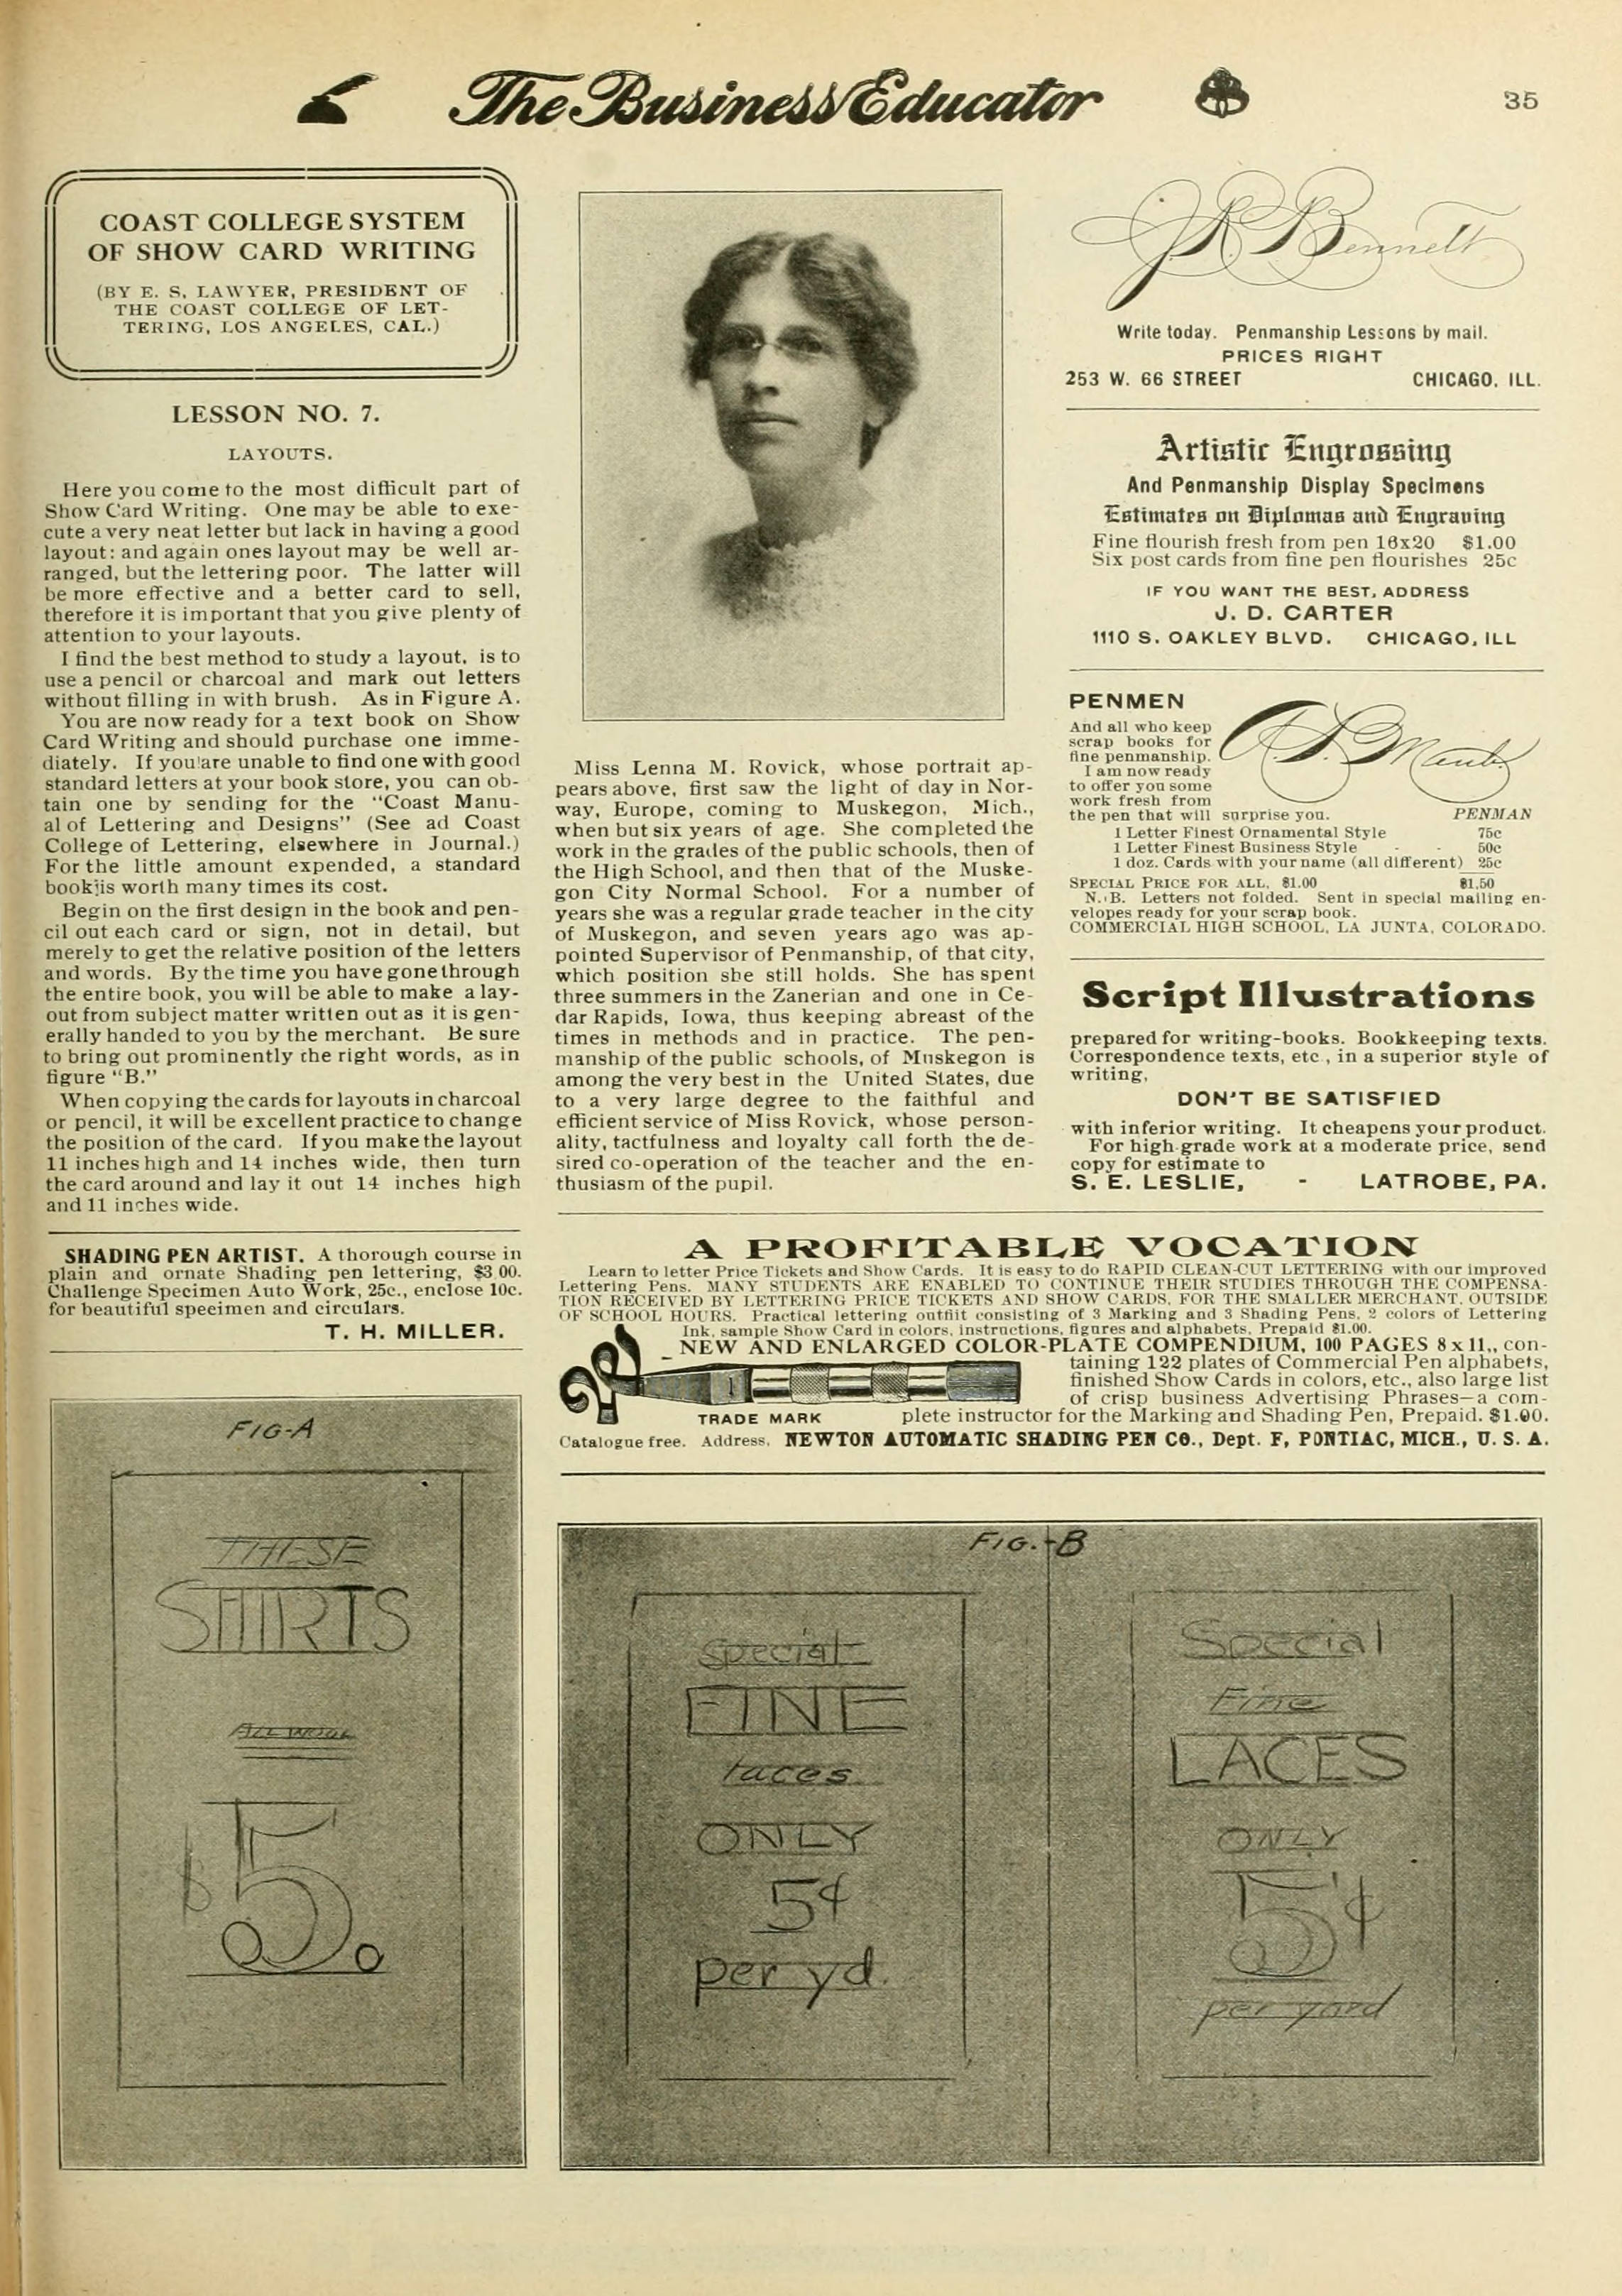 The Business Educator
35
COAST COLLEGE SYSTEM
OF SHOW CARD WRITING
(BY E. S. LAWYER, PRESIDENT OF
THE COAST COLLEGE OF LET-
TERING, LOS ANGELES, CAL.)
LESSON NO. 7.
LAYOUTS.
Here you come to the most difficult part of
Show Card Writing. One may be able to exe-
cute a very neat letter but lack in having a good
layout: and again ones layout may be well ar-
ranged, but the lettering poor. The latter will
be more effective and a better card to sell,
therefore it is important that you give plenty of
attention to your layouts.
I find the best method to study a layout, is to
use a pencil or charcoal and mark out letters
without filling in with brush. As in Figure A.
You are now ready for a text book on Show
Card Writing and should purchase one imme-
diately. If you are unable to find one with good
standard letters at your book store, you can ob-
tain one by sending for the "Coast Manu-
al of Lettering and Designs" (See ad Coast
College of Lettering, elsewhere in Journal.)
For the little amount expended, a standard
book is worth many times its cost.
Begin on the first design in the book and pen-
cil out each card or sign, not in detail, but
merely to get the relative position of the letters
and words. By the time you have gone through
the entire book, you will be able to make a lay-
out from subject matter written out as it is gen-
erally handed to you by the merchant. Be sure
to bring out prominently the right words, as in
figure "B."
When copying the cards for layouts in charcoal
or pencil, it will be excellent practice to change
the position of the card. If you make the layout
11 inches high and 14 inches wide, then turn
the card around and lay it out 14 inches high
and 11 inches wide.
SHADING PEN ARTIST. A thorough course in
plain and ornate Shading pen lettering, $3.00.
Challenge Specimen Auto Work, 25c., enclose 10c.
for beautiful specimen and circulars.
T. H. MILLER.
FIG-A
THESE
SHIRTS
ALL WOOL
$5.0
Miss Lenna M. Rovick, whose portrait ap-
pears above, first saw the light of day in Nor-
way, Europe, coming to Muskegon, Mich.,
when but six years of age. She completed the
work in the grades of the public schools, then of
the High School, and then that of the Muske-
gon City Normal School. For a number of
years she was a regular grade teacher in the city
of Muskegon, and seven years ago was ap-
pointed Supervisor of Penmanship, of that city,
which position she still holds. She has spent
three summers in the Zanerian and one in Ce-
dar Rapids, Iowa, thus keeping abreast of the
times in methods and in practice. The pen-
manship of the public schools, of Muskegon is
among the very best in the United States, due
to a very large degree to the faithful and
efficient service of Miss Rovick, whose person-
ality, tactfulness and loyalty call forth the de-
sired co-operation of the teacher and the en-
thusiasm of the pupil.
J R Bennett
Write today. Penmanship Lessons by mail.
PRICES RIGHT
253 W. 66 STREET CHICAGO, ILL.
Artistic Engrossing
And Penmanship Display Specimens
Estimates on Diplomas and Engraving
Fine flourish fresh from pen 16x20 $1.00
Six post cards from fine pen flourishes 25c
IF YOU WANT THE BEST, ADDRESS
J. D. CARTER
1110 S. OAKLEY BLVD. CHICAGO, ILL
PENMEN
And all who keep
scrap books for
fine penmanship.
I am now ready
to offer you some
work fresh from
the pen that will surprise you. PENMAN
1 Letter Finest Ornamental Style 75c
1 Letter Finest Business Style - - 50c
1 doz. Cards with your name (all different) 25c
SPECIAL PRICE FOR ALL, $1.00 $1.50
N. B. Letters not folded. Sent in special mailing en-
velopes ready for your scrap book.
COMMERCIAL HIGH SCHOOL, LA JUNTA, COLORADO.
Script Illustrations
prepared for writing-books. Bookkeeping texts.
Correspondence texts, etc., in a superior style of
writing,
DON'T BE SATISFIED
with inferior writing. It cheapens your product.
For high-grade work at a moderate price, send
copy for estimate to
S. E. LESLIE, - LATROBE, PA.
A PROFITABLE VOCATION
Learn to letter Price Tickets and Show Cards. It is easy to do RAPID CLEAN-CUT LETTERING with our improved
Lettering Pens. MANY STUDENTS ARE ENABLED TO CONTINUE THEIR STUDIES THROUGH THE COMPENSA-
TION RECEIVED BY LETTERING PRICE TICKETS AND SHOW CARDS, FOR THE SMALLER MERCHANT, OUTSIDE
OF SCHOOL HOURS. Practical lettering outfiit consisting of 3 Marking and 3 Shading Pens, 2 colors of Lettering
Ink, sample Show Card in colors, instructions, figures and alphabets, Prepaid $1.00.
NEW AND ENLARGED COLOR-PLATE COMPENDIUM, 100 PAGES 8x11,, con-
taining 122 plates of Commercial Pen alphabets,
finished Show Cards in colors, etc., also large list
of crisp business Advertising Phrases—a com-
TRADE MARK plete instructor for the Marking and Shading Pen, Prepaid. $1.00.
Catalogue free. Address, NEWTON AUTOMATIC SHADING PEN CO., Dept. F, PONTIAC, MICH., U. S. A.
FIG.-B
special
FINE
laces
ONLY
5¢
per yd.
Special
Fine
LACES
ONLY
5¢
per yard